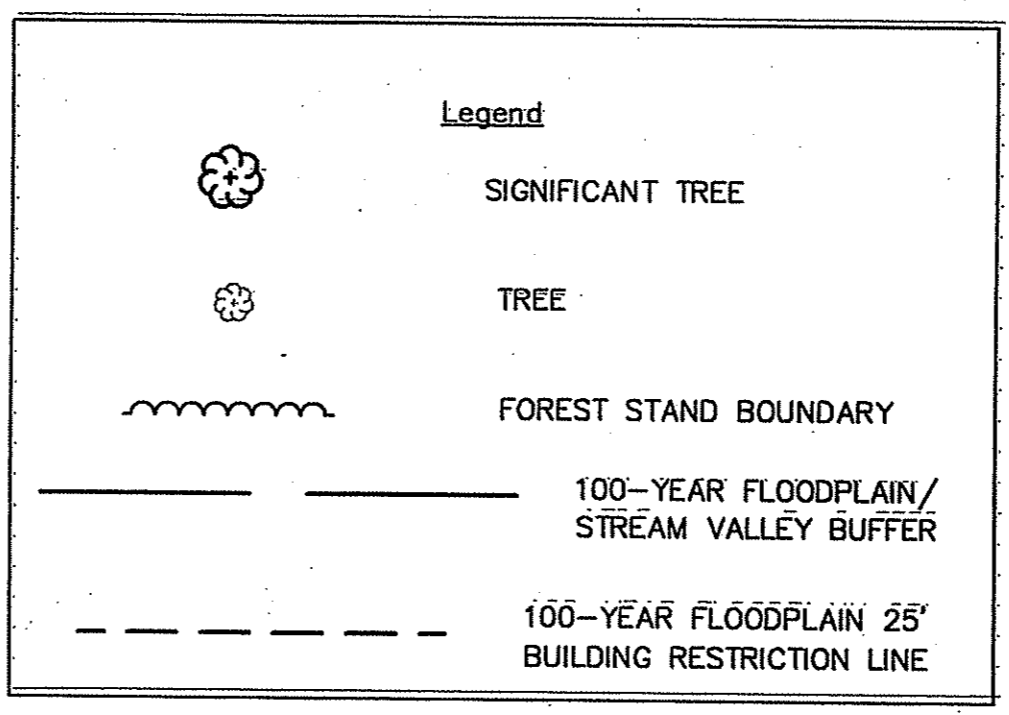 Legend
SIGNIFICANT TREE
TREE
FOREST STAND BOUNDARY
100-YEAR FLOODPLAIN/
STREAM VALLEY BUFFER
100-YEAR FLOODPLAIN 25'
BUILDING RESTRICTION LINE